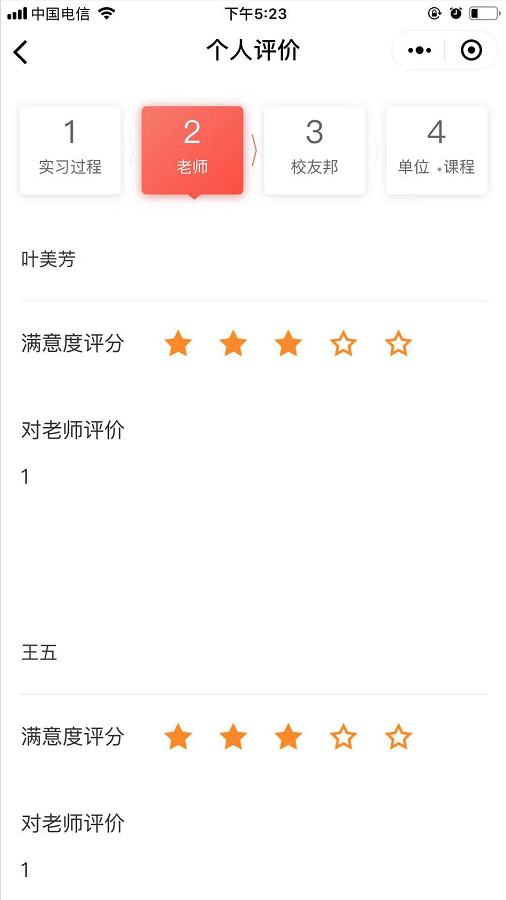 中国电信 下午5:23
个人评价
1 2 3 4
实习过程 老师 校友邦 单位 • 课程
叶美芳
满意度评分
对老师评价
1
王五
满意度评分
对老师评价
1